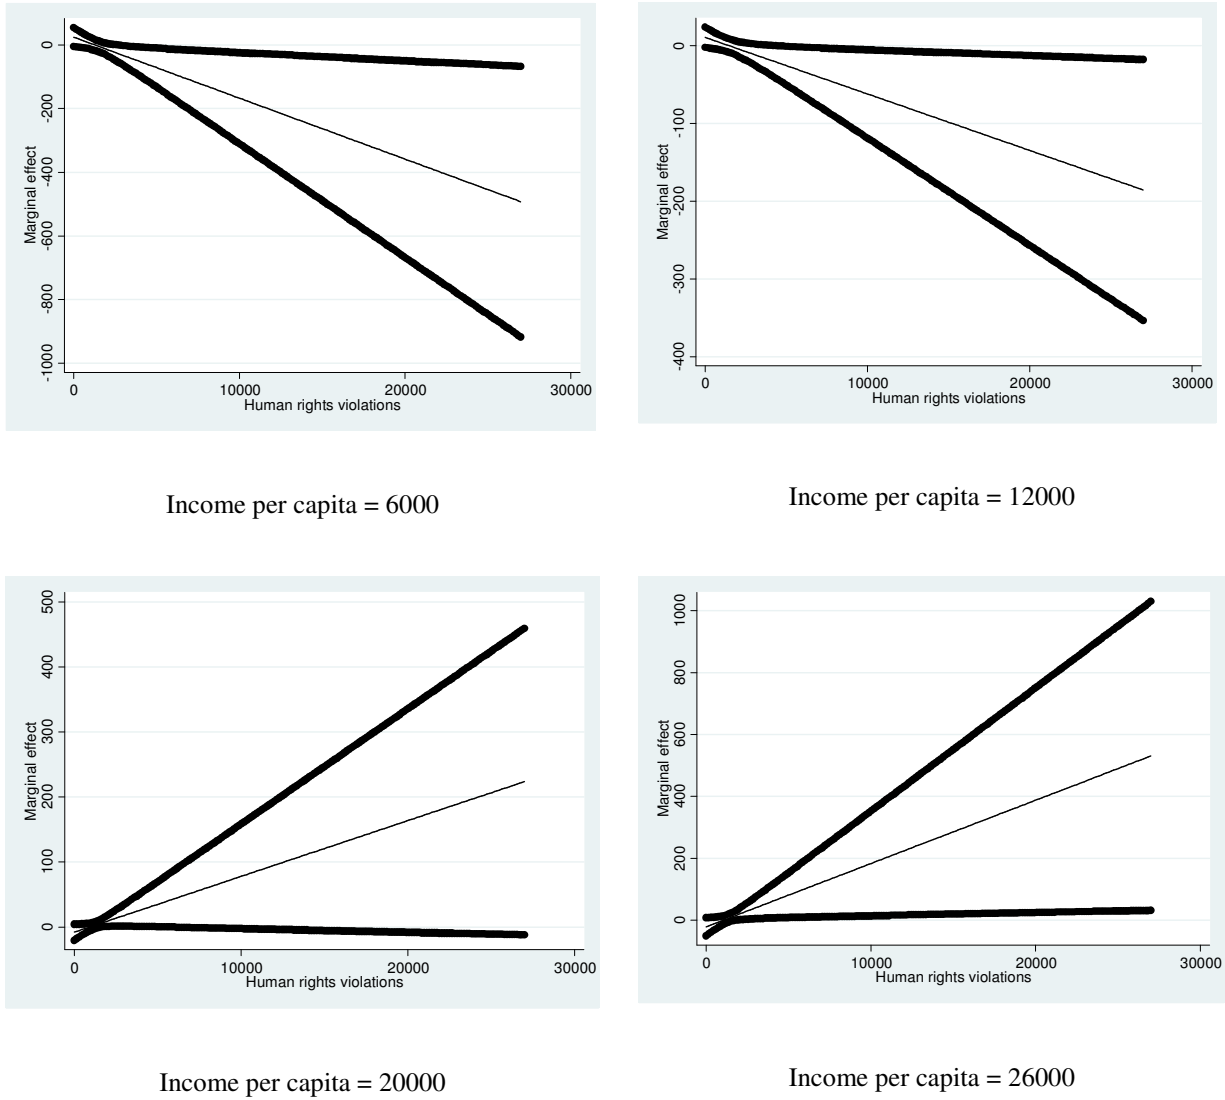 0
-200
-400
-600
-800
-1000
Marginal effect
0 10000 20000 30000
Human rights violations
Income per capita = 6000
0
-100
-200
-300
-400
Marginal effect
0 10000 20000 30000
Human rights violations
Income per capita = 12000
500
400
300
200
100
0
Marginal effect
0 10000 20000 30000
Human rights violations
Income per capita = 20000
1000
800
600
400
200
0
Marginal effect
0 10000 20000 30000
Human rights violations
Income per capita = 26000